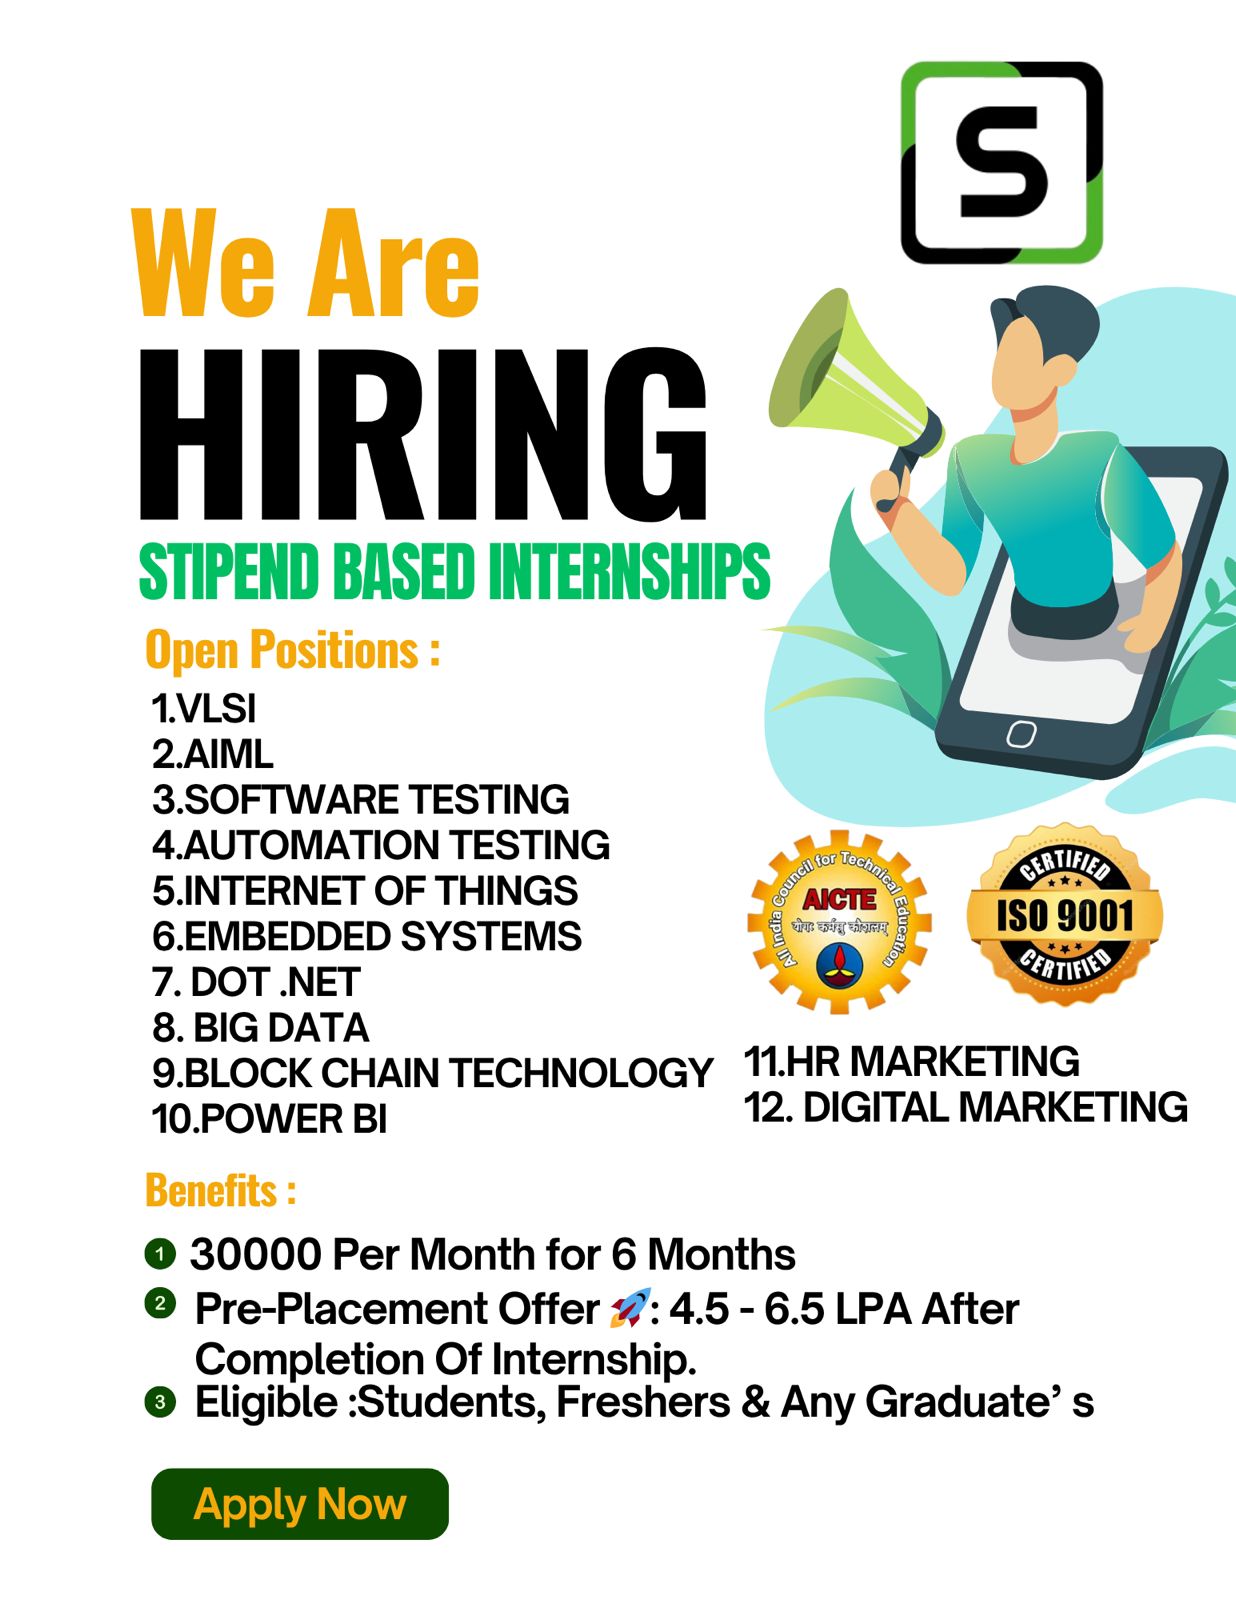 S
We Are
HIRING
STIPEND BASED INTERNSHIPS
Open Positions :
1.VLSI
2.AIML
3.SOFTWARE TESTING
4.AUTOMATION TESTING
5.INTERNET OF THINGS
6.EMBEDDED SYSTEMS
7. DOT .NET
8. BIG DATA
9.BLOCK CHAIN TECHNOLOGY
10.POWER BI
All India Council for Technical Education
AICTE
योगः कर्मसु कौशलम्
CERTIFIED
ISO 9001
CERTIFIED
11.HR MARKETING
12. DIGITAL MARKETING
Benefits :
1 30000 Per Month for 6 Months
2 Pre-Placement Offer 🚀: 4.5 - 6.5 LPA After
Completion Of Internship.
3 Eligible :Students, Freshers & Any Graduate’ s
Apply Now